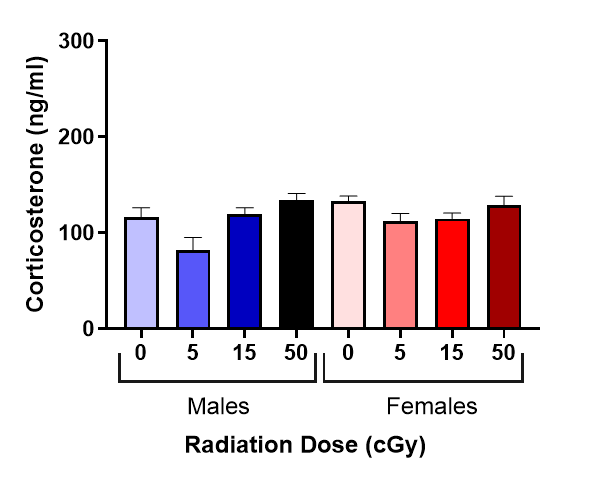 Corticosterone (ng/ml)
300
200
100
0
0 5 15 50 0 5 15 50
Males Females
Radiation Dose (cGy)